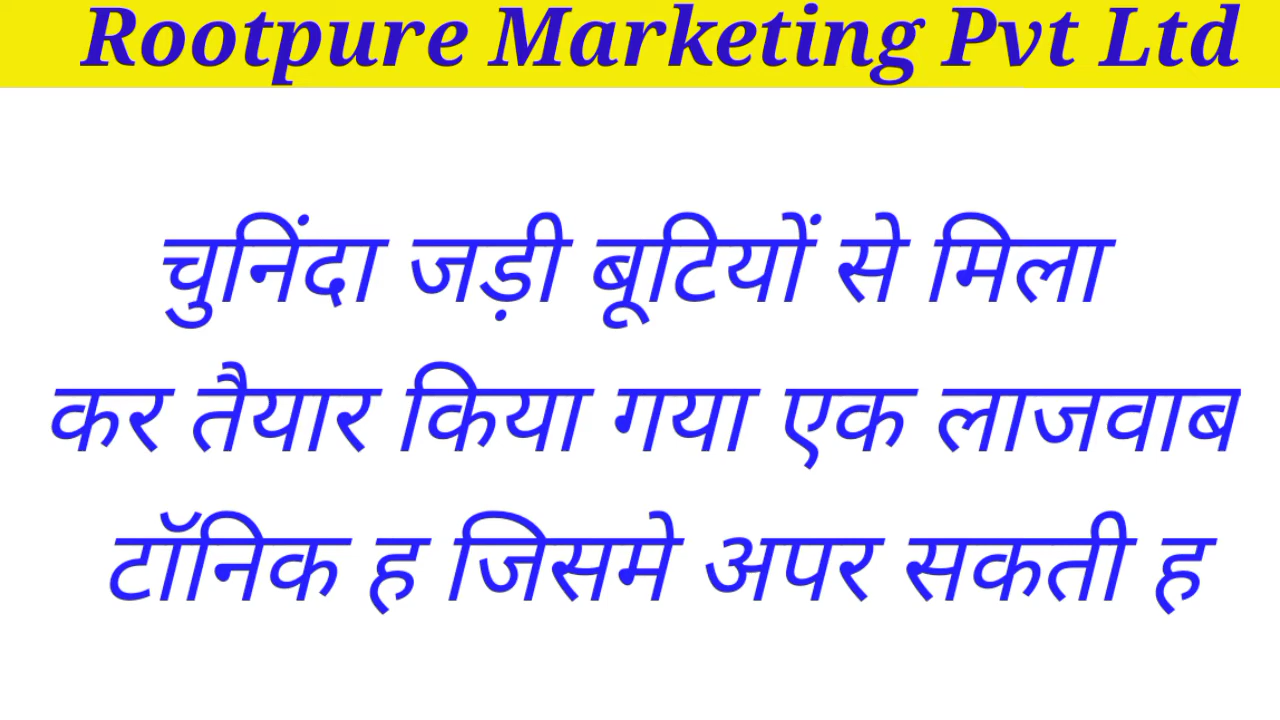 Rootpure Marketing Pvt Ltd
चुनिंदा जड़ी बूटियों से मिला
कर तैयार किया गया एक लाजवाब
टॉनिक ह जिसमे अपर सकती ह